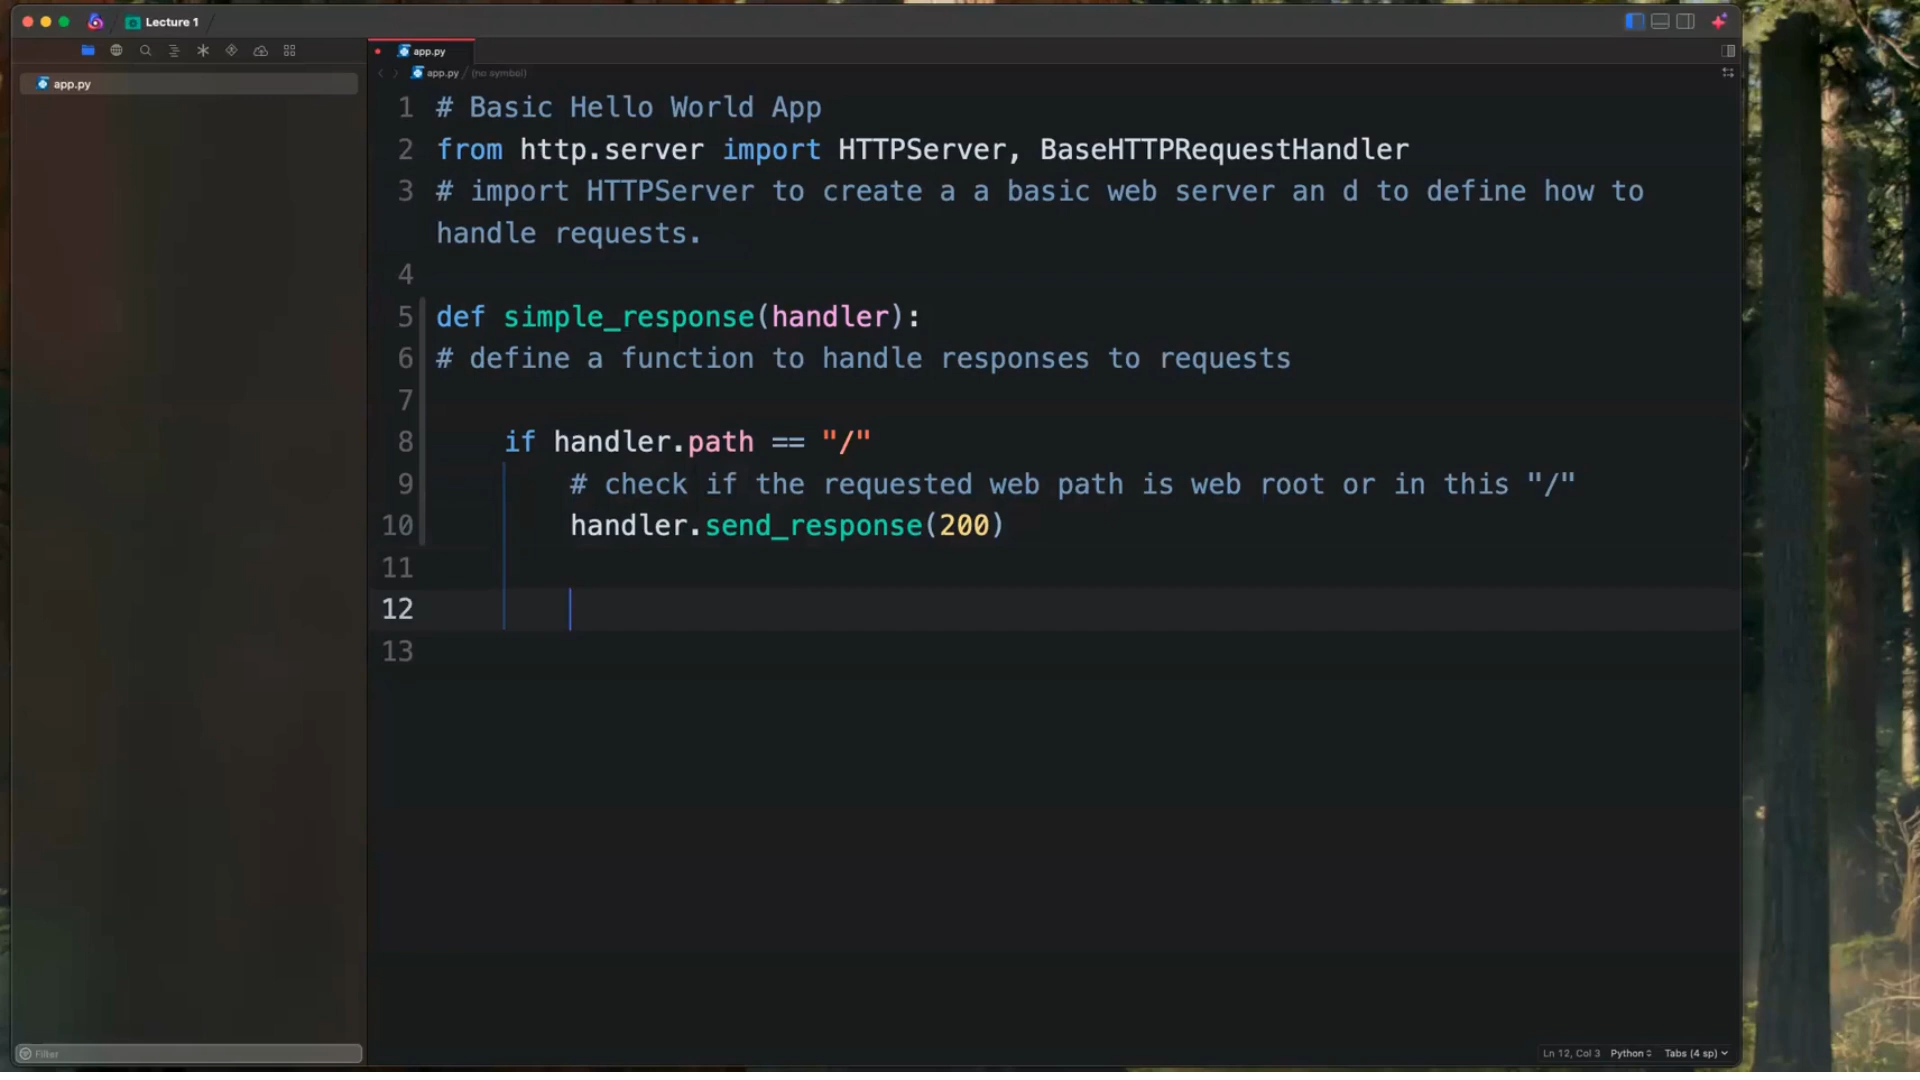 Lecture 1
app.py
app.py
app.py (no symbol)
1 # Basic Hello World App
2 from http.server import HTTPServer, BaseHTTPRequestHandler
3 # import HTTPServer to create a a basic web server an d to define how to
handle requests.
4
5 def simple_response(handler):
6 # define a function to handle responses to requests
7
8 if handler.path == "/"
9 # check if the requested web path is web root or in this "/"
10 handler.send_response(200)
11
12
13
Filter
Ln 12, Col 3 Python Tabs (4 sp)